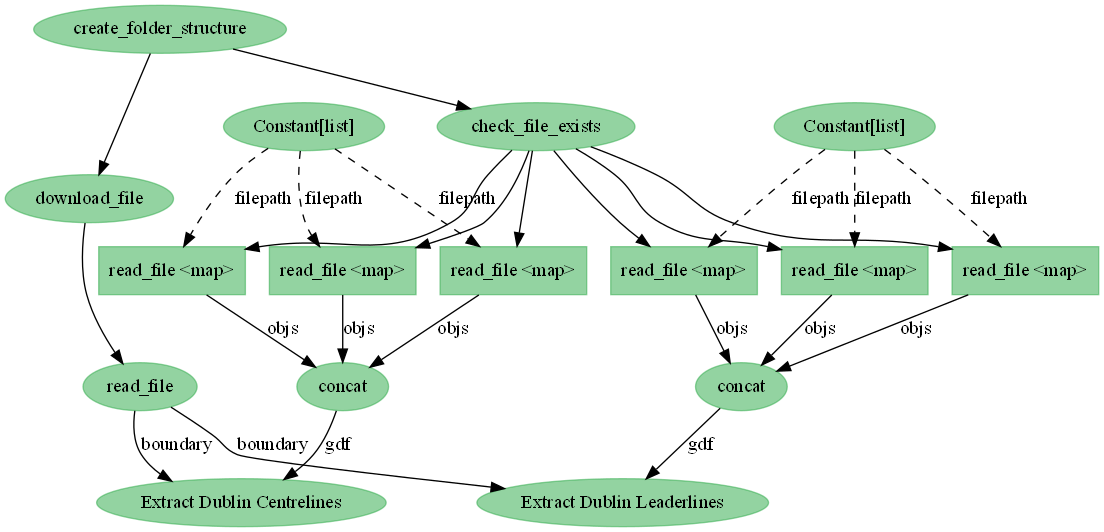 create_folder_structure
Constant[list]
check_file_exists
Constant[list]
download_file
filepath
filepath
filepath
filepath
filepath
filepath
read_file <map>
read_file <map>
read_file <map>
read_file <map>
read_file <map>
read_file <map>
objs
objs
objs
objs
objs
objs
read_file
concat
concat
boundary
boundary
gdf
gdf
Extract Dublin Centrelines
Extract Dublin Leaderlines